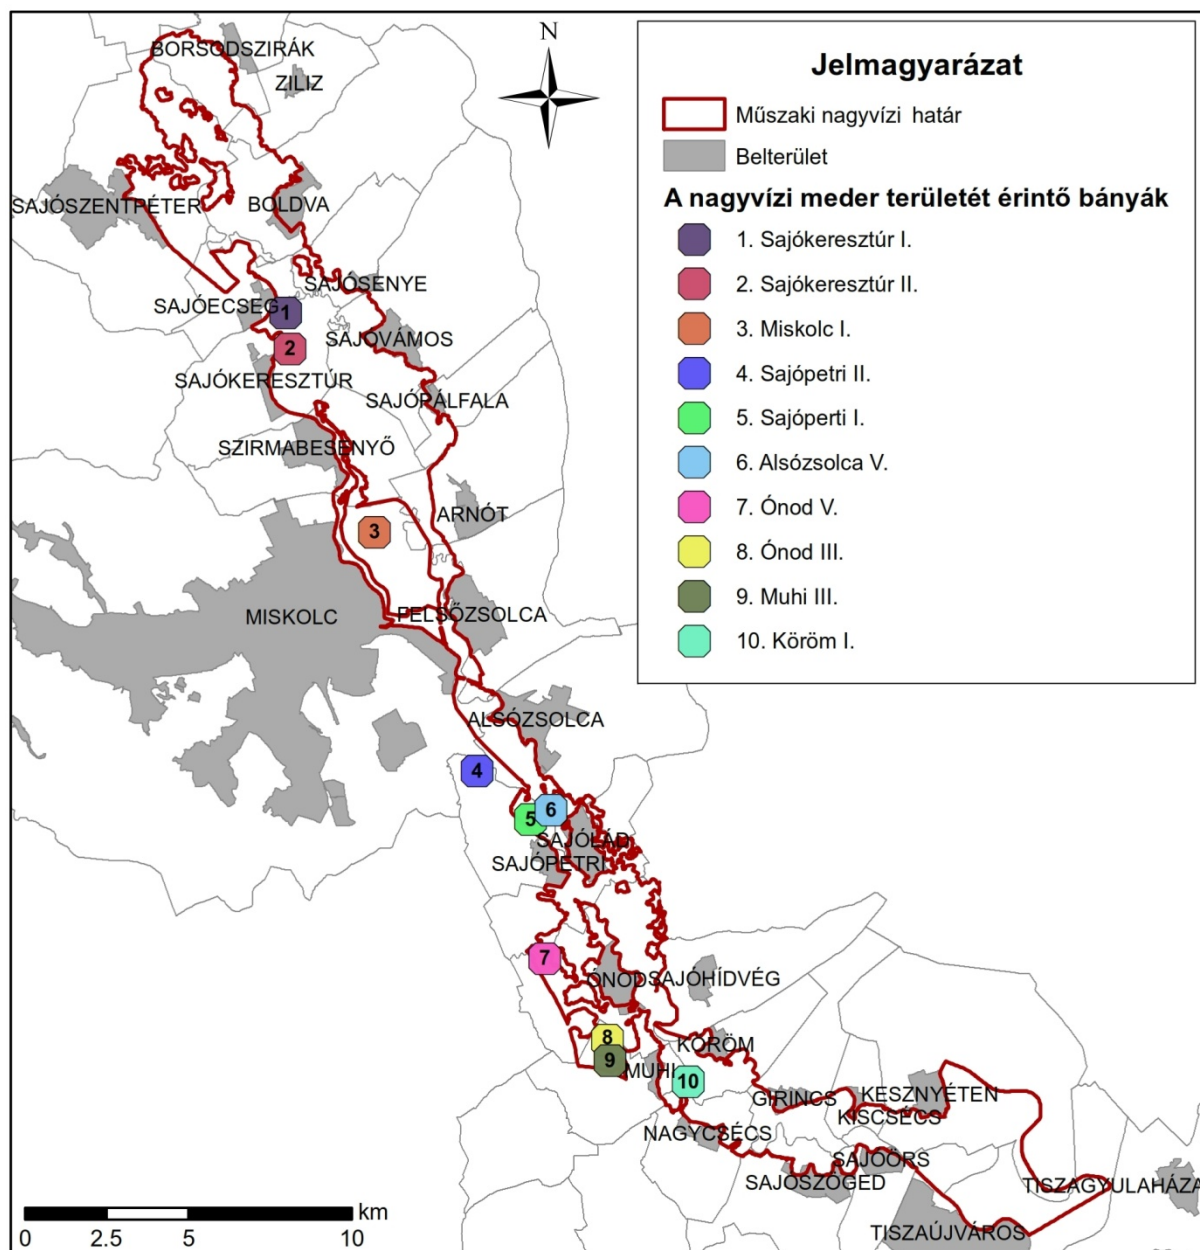 BORSODSZIRÁK
ZILIZ
N
SAJÓSZENTPÉTER
BOLDVA
SAJÓSENYE
SAJÓECSEG
1
SAJÓVÁMOS
2
SAJÓKERESZTÚR
SAJÓPÁLFALA
SZIRMABESENYŐ
ARNÓT
3
MISKOLC
FELSŐZSOLCA
ALSÓZSOLCA
4
6
5
SAJÓLÁD
SAJÓPETRI
7
ÓNOD
SAJÓHÍDVÉG
8
KÖRÖM
9
MUHI
10
GIRINCS
KESZNYÉTEN
KISCSÉCS
NAGYCSÉCS
SAJÓÖRS
SAJÓSZÖGED
TISZAGYULAHÁZA
TISZAÚJVÁROS
km
0 2.5 5 10
Jelmagyarázat
Műszaki nagyvízi határ
Belterület
A nagyvízi meder területét érintő bányák
1. Sajókeresztúr I.
2. Sajókeresztúr II.
3. Miskolc I.
4. Sajópetri II.
5. Sajóperti I.
6. Alsózsolca V.
7. Ónod V.
8. Ónod III.
9. Muhi III.
10. Köröm I.